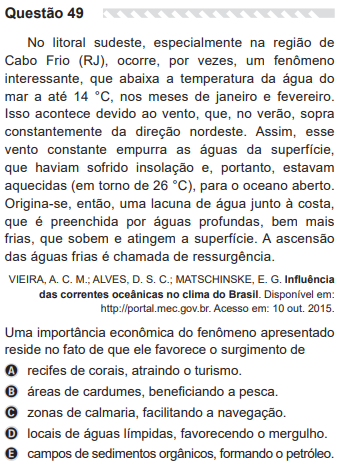 Questão 49
No litoral sudeste, especialmente na região de
Cabo Frio (RJ), ocorre, por vezes, um fenômeno
interessante, que abaixa a temperatura da água do
mar a até 14 °C, nos meses de janeiro e fevereiro.
Isso acontece devido ao vento, que, no verão, sopra
constantemente da direção nordeste. Assim, esse
vento constante empurra as águas da superfície,
que haviam sofrido insolação e, portanto, estavam
aquecidas (em torno de 26 °C), para o oceano aberto.
Origina-se, então, uma lacuna de água junto à costa,
que é preenchida por águas profundas, bem mais
frias, que sobem e atingem a superfície. A ascensão
das águas frias é chamada de ressurgência.
VIEIRA, A. C. M.; ALVES, D. S. C.; MATSCHINSKE, E. G. Influência
das correntes oceânicas no clima do Brasil. Disponível em:
http://portal.mec.gov.br. Acesso em: 10 out. 2015.
Uma importância econômica do fenômeno apresentado
reside no fato de que ele favorece o surgimento de
A recifes de corais, atraindo o turismo.
B áreas de cardumes, beneficiando a pesca.
C zonas de calmaria, facilitando a navegação.
D locais de águas límpidas, favorecendo o mergulho.
E campos de sedimentos orgânicos, formando o petróleo.